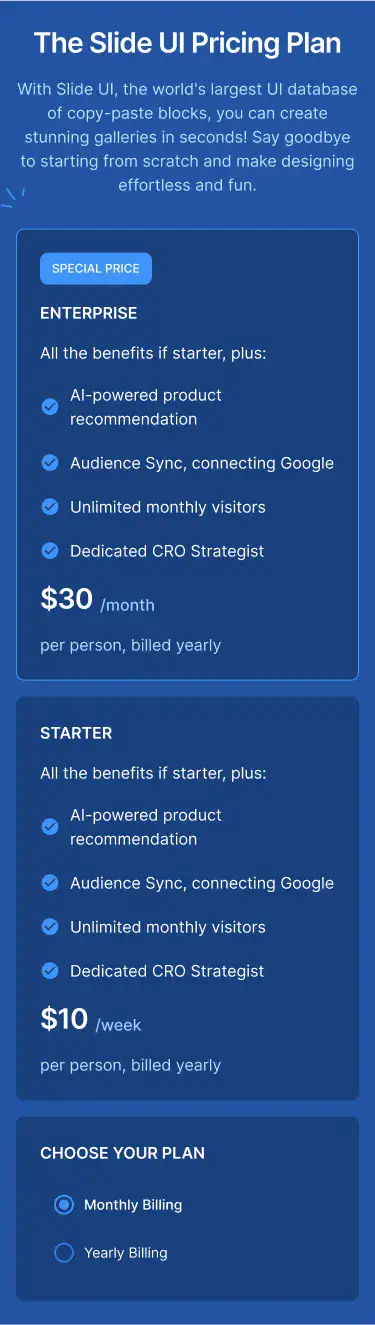 The Slide UI Pricing Plan
With Slide UI, the world's largest UI database
of copy-paste blocks, you can create
stunning galleries in seconds! Say goodbye
to starting from scratch and make designing
effortless and fun.
SPECIAL PRICE
ENTERPRISE
All the benefits if starter, plus:
AI-powered product
recommendation
Audience Sync, connecting Google
Unlimited monthly visitors
Dedicated CRO Strategist
$30 /month
per person, billed yearly
STARTER
All the benefits if starter, plus:
AI-powered product
recommendation
Audience Sync, connecting Google
Unlimited monthly visitors
Dedicated CRO Strategist
$10 /week
per person, billed yearly
CHOOSE YOUR PLAN
Monthly Billing
Yearly Billing